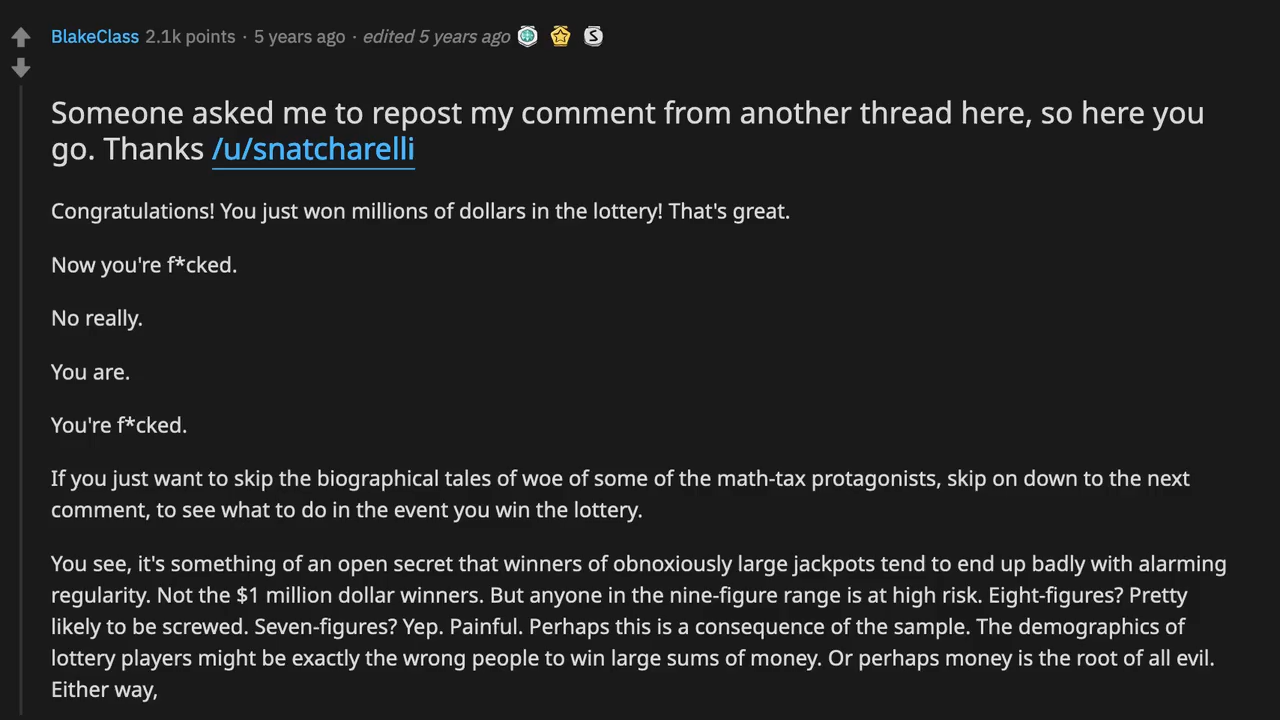 BlakeClass 2.1k points · 5 years ago · edited 5 years ago
Someone asked me to repost my comment from another thread here, so here you
go. Thanks /u/snatcharelli
Congratulations! You just won millions of dollars in the lottery! That's great.
Now you're f*cked.
No really.
You are.
You're f*cked.
If you just want to skip the biographical tales of woe of some of the math-tax protagonists, skip on down to the next
comment, to see what to do in the event you win the lottery.
You see, it's something of an open secret that winners of obnoxiously large jackpots tend to end up badly with alarming
regularity. Not the $1 million dollar winners. But anyone in the nine-figure range is at high risk. Eight-figures? Pretty
likely to be screwed. Seven-figures? Yep. Painful. Perhaps this is a consequence of the sample. The demographics of
lottery players might be exactly the wrong people to win large sums of money. Or perhaps money is the root of all evil.
Either way,